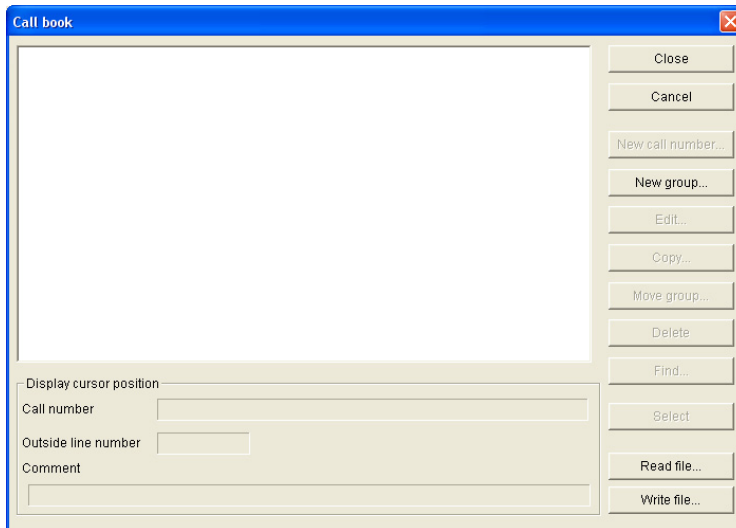 Call book
Close
Cancel
New call number...
New group...
Edit...
Copy...
Move group...
Delete
Find...
Select
Read file...
Write file...
Display cursor position
Call number
Outside line number
Comment